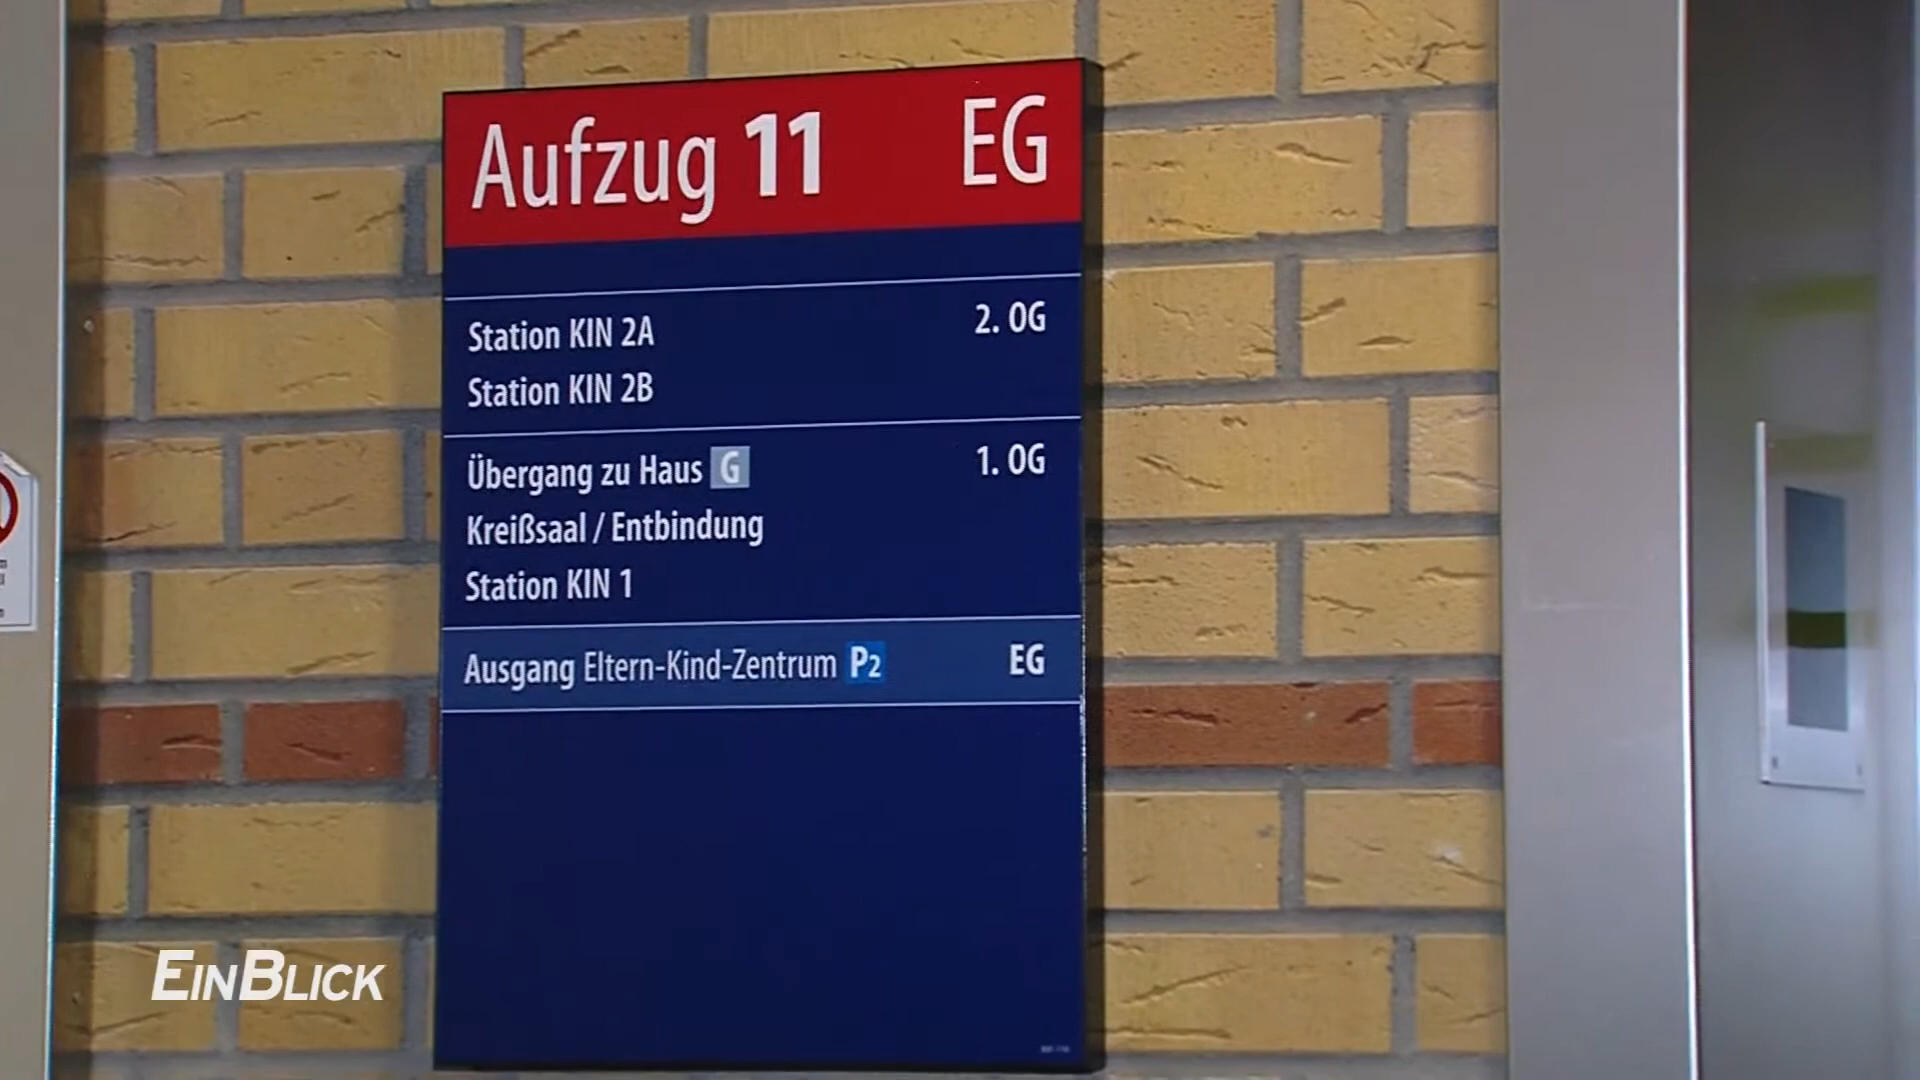 Aufzug 11 EG
Station KIN 2A 2. OG
Station KIN 2B
Übergang zu Haus G 1. OG
Kreißsaal / Entbindung
Station KIN 1
Ausgang Eltern-Kind-Zentrum P2 EG
EINBLICK